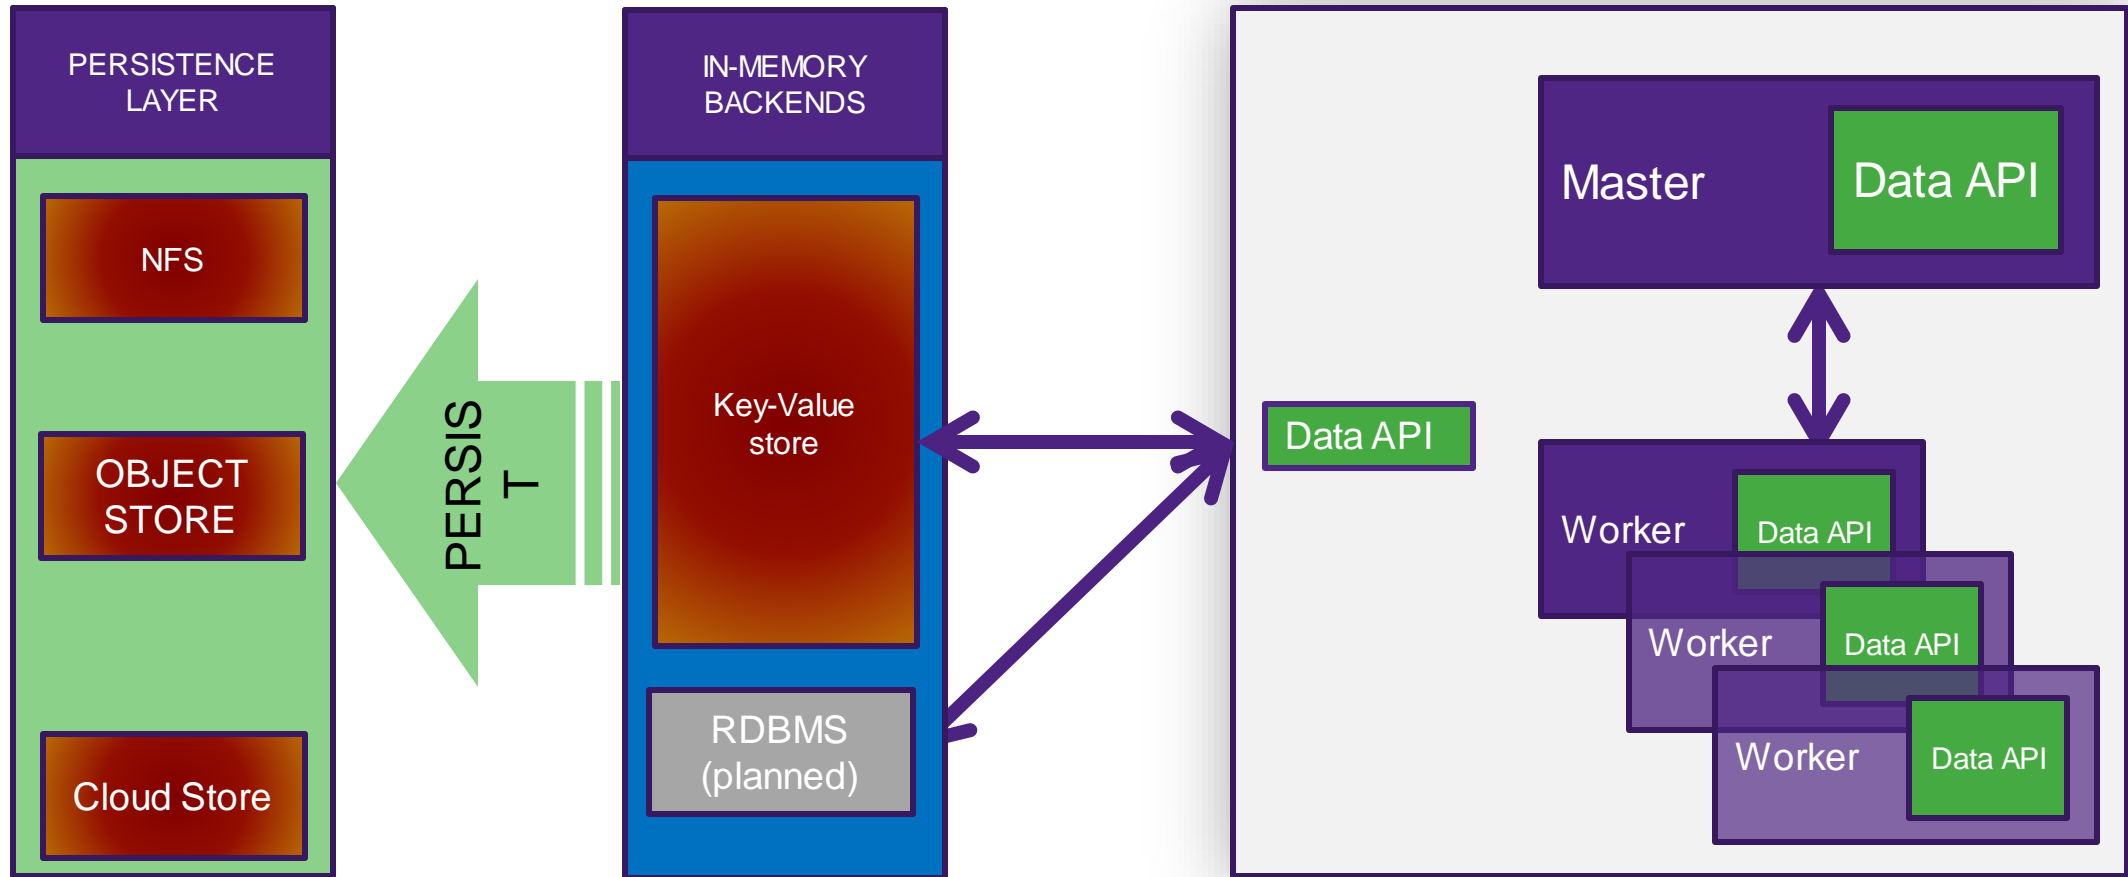 PERSISTENCE
LAYER
NFS
OBJECT
STORE
Cloud Store
PERSIS
T
IN-MEMORY
BACKENDS
Key-Value
store
RDBMS
(planned)
Data API
Master
Data API
Worker
Data API
Worker
Data API
Worker
Data API